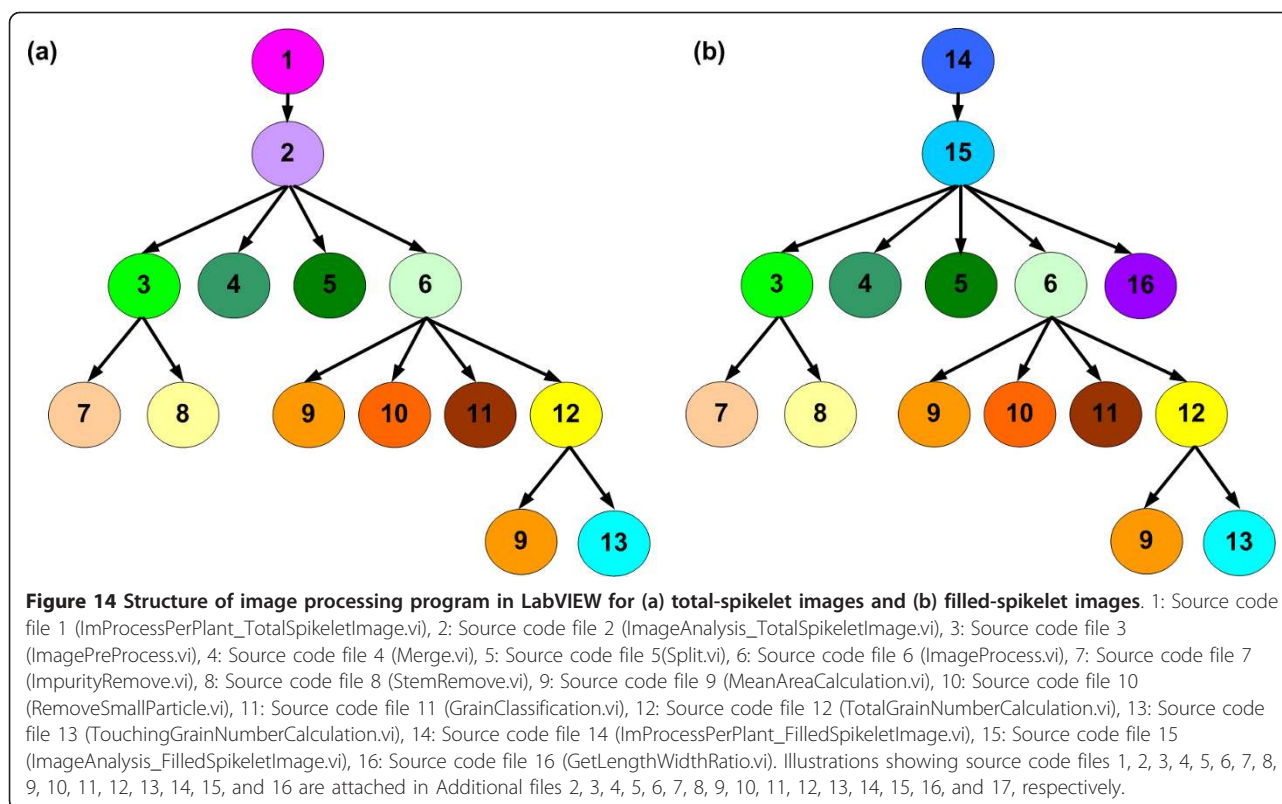 (a) 1 (b) 14
2 15
3 4 5 6 3 4 5 6 16
7 8 9 10 11 12 7 8 9 10 11 12
9 13 9 13
Figure 14 Structure of image processing program in LabVIEW for (a) total-spikelet images and (b) filled-spikelet images. 1: Source code
file 1 (ImProcessPerPlant_TotalSpikeletImage.vi), 2: Source code file 2 (ImageAnalysis_TotalSpikeletImage.vi), 3: Source code file 3
(ImagePreProcess.vi), 4: Source code file 4 (Merge.vi), 5: Source code file 5(Split.vi), 6: Source code file 6 (ImageProcess.vi), 7: Source code file 7
(ImpurityRemove.vi), 8: Source code file 8 (StemRemove.vi), 9: Source code file 9 (MeanAreaCalculation.vi), 10: Source code file 10
(RemoveSmallParticle.vi), 11: Source code file 11 (GrainClassification.vi), 12: Source code file 12 (TotalGrainNumberCalculation.vi), 13: Source code
file 13 (TouchingGrainNumberCalculation.vi), 14: Source code file 14 (ImProcessPerPlant_FilledSpikeletImage.vi), 15: Source code file 15
(ImageAnalysis_FilledSpikeletImage.vi), 16: Source code file 16 (GetLengthWidthRatio.vi). Illustrations showing source code files 1, 2, 3, 4, 5, 6, 7, 8,
9, 10, 11, 12, 13, 14, 15, and 16 are attached in Additional files 2, 3, 4, 5, 6, 7, 8, 9, 10, 11, 12, 13, 14, 15, 16, and 17, respectively.